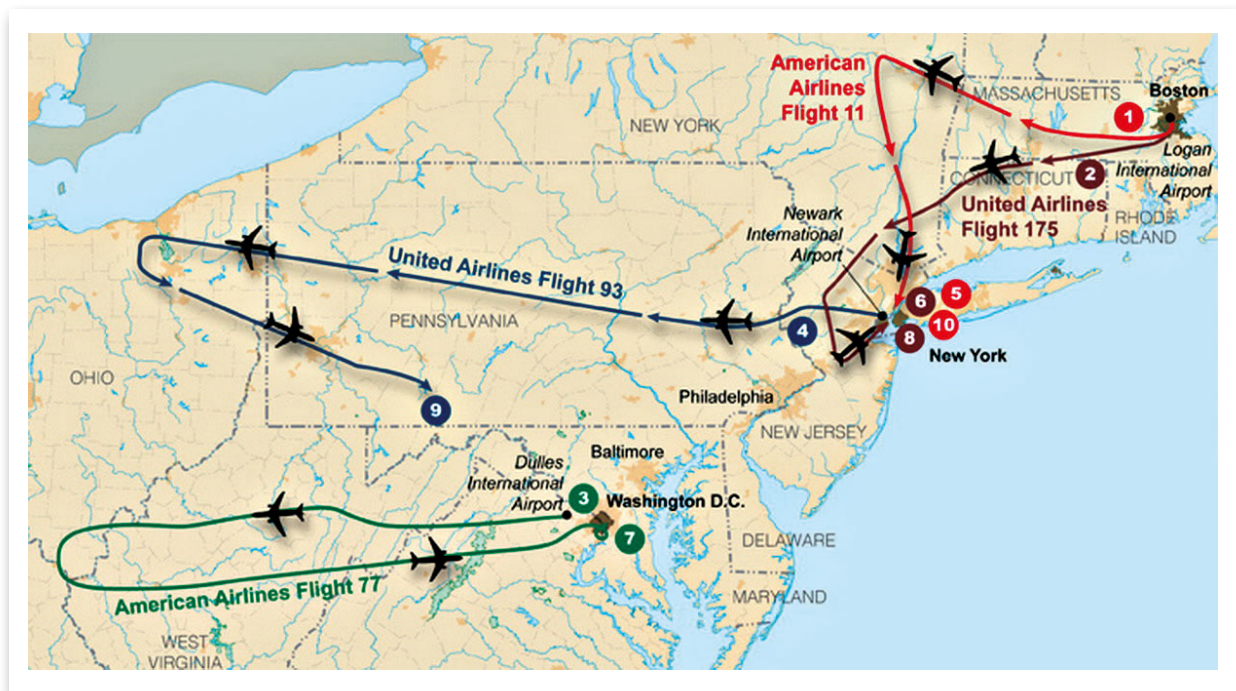 American
Airlines
Flight 11
MASSACHUSETTS
Boston
1
NEW YORK
Logan
International
Airport
2
CONNECTICUT
United Airlines
Flight 175
RHODE
ISLAND
Newark
International
Airport
United Airlines Flight 93
6
5
10
8
New York
4
PENNSYLVANIA
OHIO
9
Philadelphia
NEW JERSEY
Baltimore
Dulles
International
Airport
3
Washington D.C.
7
DELAWARE
American Airlines Flight 77
MARYLAND
WEST
VIRGINIA